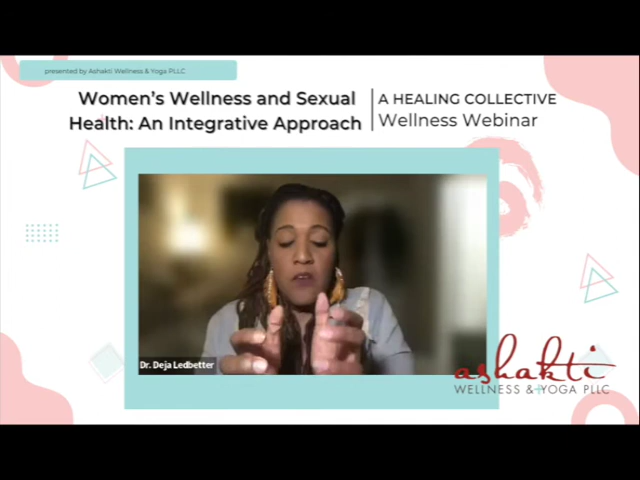 presented by Ashakti Wellness & Yoga PLLC
Women's Wellness and Sexual
Health: An Integrative Approach
A HEALING COLLECTIVE
Wellness Webinar
Dr. Deja Ledbetter
ashakti
WELLNESS & YOGA PLLC